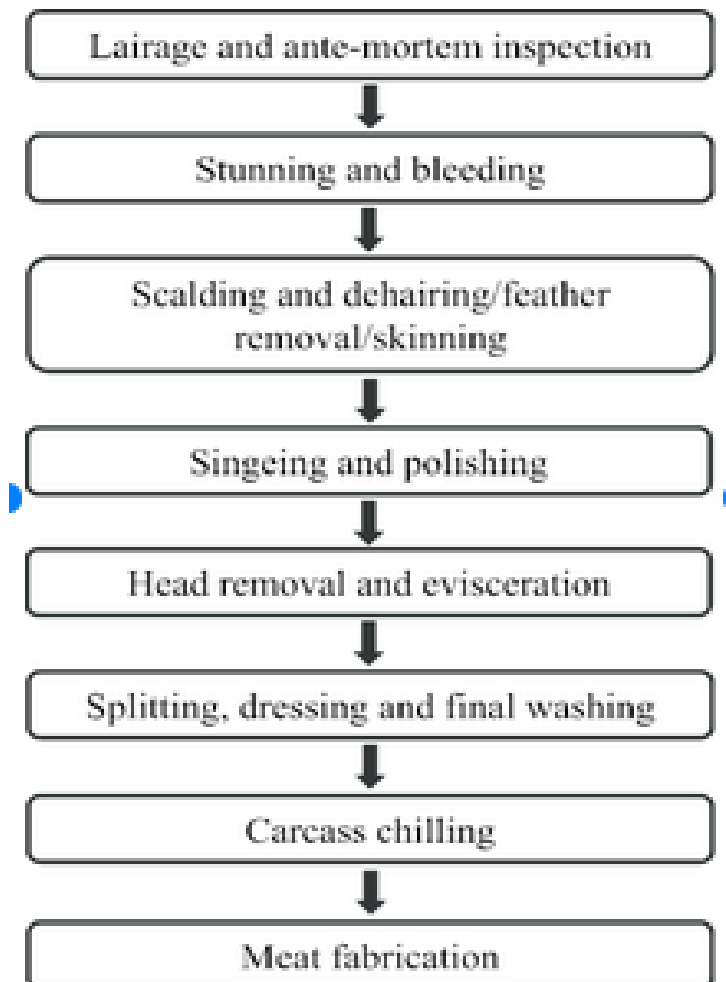 Lairage and ante-mortem inspection
Stunning and bleeding
Scalding and dehairing/feather
removal/skinning
Singeing and polishing
Head removal and evisceration
Splitting, dressing and final washing
Carcass chilling
Meat fabrication